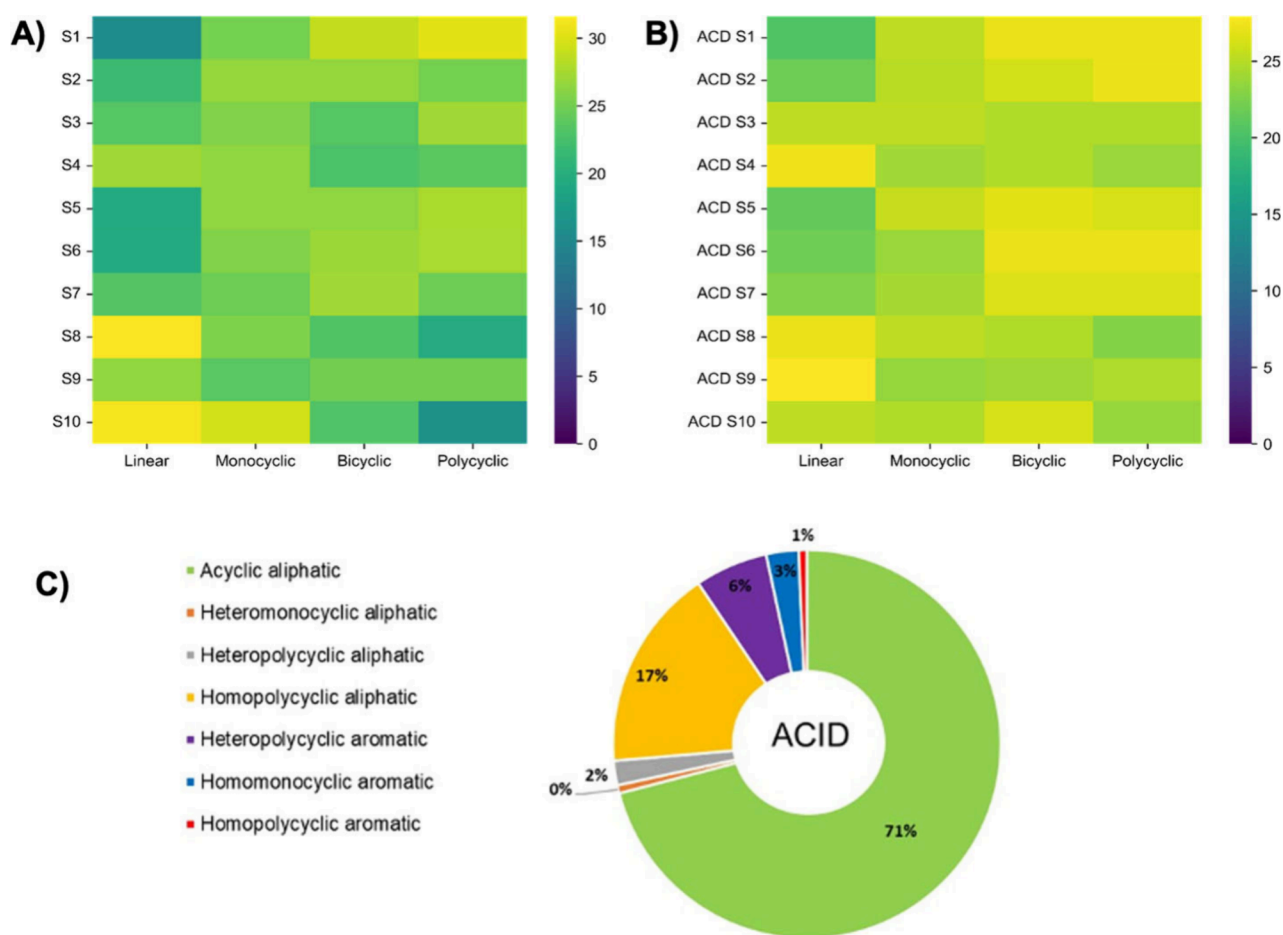 A)
S1
S2
S3
S4
S5
S6
S7
S8
S9
S10
Linear Monocyclic Bicyclic Polycyclic
30
25
20
15
10
5
0
B)
ACD S1
ACD S2
ACD S3
ACD S4
ACD S5
ACD S6
ACD S7
ACD S8
ACD S9
ACD S10
Linear Monocyclic Bicyclic Polycyclic
25
20
15
10
5
0
C)
Acyclic aliphatic
Heteromonocyclic aliphatic
Heteropolycyclic aliphatic
Homopolycyclic aliphatic
Heteropolycyclic aromatic
Homomonocyclic aromatic
Homopolycyclic aromatic
1%
3%
6%
17%
2%
0%
71%
ACID